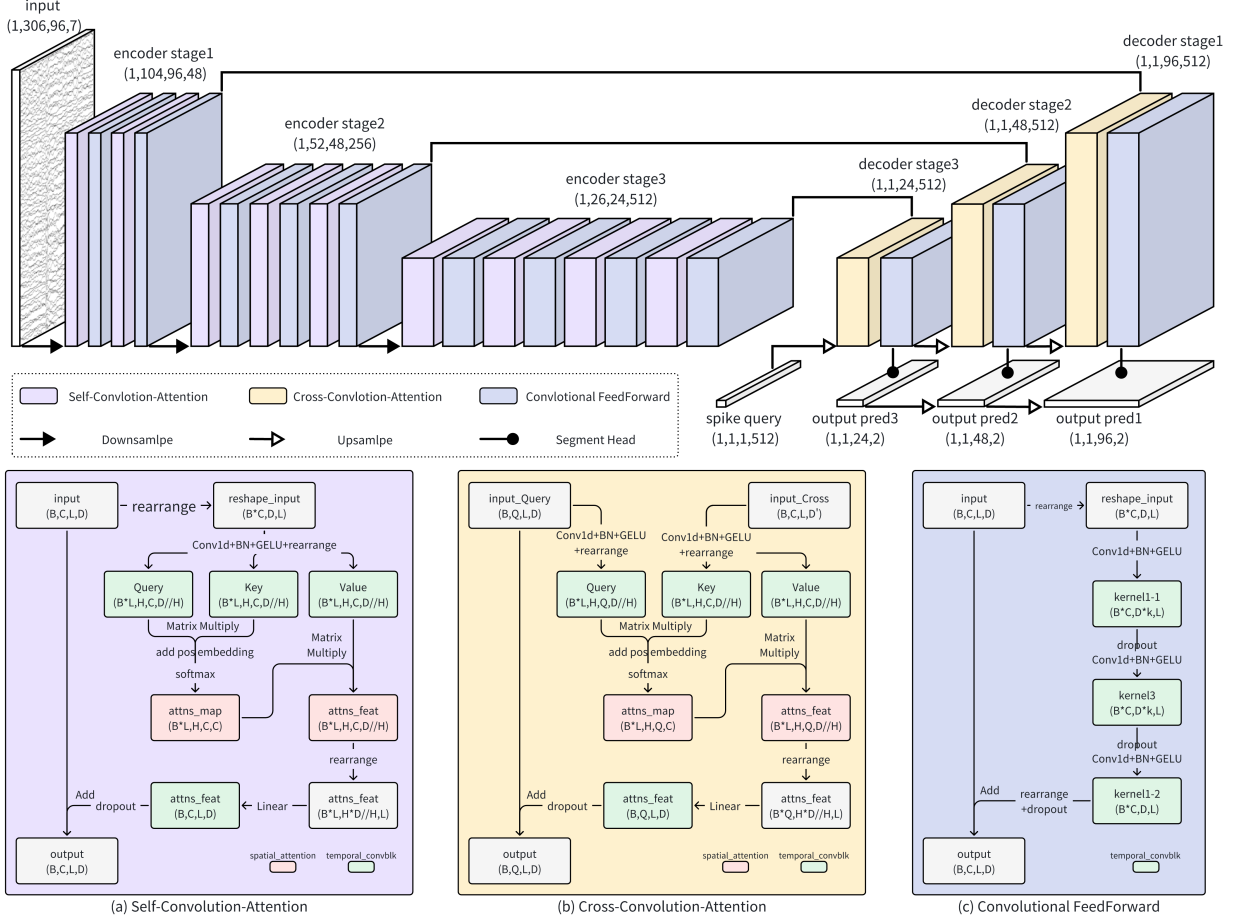 input
(1,306,96,7)
encoder stage1
(1,104,96,48)
encoder stage2
(1,52,48,256)
encoder stage3
(1,26,24,512)
decoder stage3
(1,1,24,512)
decoder stage2
(1,1,48,512)
decoder stage1
(1,1,96,512)
Self-Convlotion-Attention
Cross-Convlotion-Attention
Convlotional FeedForward
Downsamlpe
Upsamlpe
Segment Head
spike query
(1,1,1,512)
output pred3
(1,1,24,2)
output pred2
(1,1,48,2)
output pred1
(1,1,96,2)
input
(B,C,L,D)
rearrange
reshape_input
(B*C,D,L)
Conv1d+BN+GELU+rearrange
Query
(B*L,H,C,D//H)
Key
(B*L,H,C,D//H)
Value
(B*L,H,C,D//H)
Matrix Multiply
add pos embedding
softmax
Matrix
Multiply
attns_map
(B*L,H,C,C)
attns_feat
(B*L,H,C,D//H)
rearrange
attns_feat
(B*L,H*D//H,L)
Linear
attns_feat
(B,C,L,D)
dropout
Add
output
(B,C,L,D)
spatial_attention
temporal_convblk
(a) Self-Convolution-Attention
input_Query
(B,Q,L,D)
input_Cross
(B,C,L,D')
Conv1d+BN+GELU
+rearrange
Conv1d+BN+GELU
+rearrange
Query
(B*L,H,Q,D//H)
Key
(B*L,H,C,D//H)
Value
(B*L,H,C,D//H)
Matrix Multiply
add pos embedding
softmax
Matrix
Multiply
attns_map
(B*L,H,Q,C)
attns_feat
(B*L,H,Q,D//H)
rearrange
attns_feat
(B*Q,H*D//H,L)
Linear
attns_feat
(B,Q,L,D)
dropout
Add
output
(B,Q,L,D)
spatial_attention
temporal_convblk
(b) Cross-Convolution-Attention
input
(B,C,L,D)
rearrange
reshape_input
(B*C,D,L)
Conv1d+BN+GELU
kernel1-1
(B*C,D*k,L)
dropout
Conv1d+BN+GELU
kernel3
(B*C,D*k,L)
dropout
Conv1d+BN+GELU
kernel1-2
(B*C,D,L)
rearrange
+dropout
Add
output
(B,C,L,D)
temporal_convblk
(c) Convolutional FeedForward